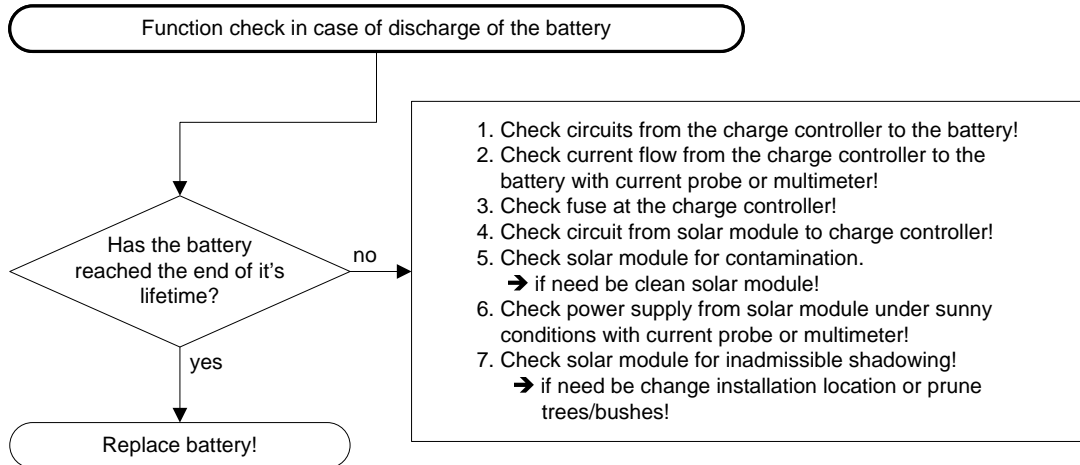 Function check in case of discharge of the battery
Has the battery
reached the end of it's
lifetime?
no
yes
Replace battery!
1. Check circuits from the charge controller to the battery!
2. Check current flow from the charge controller to the
battery with current probe or multimeter!
3. Check fuse at the charge controller!
4. Check circuit from solar module to charge controller!
5. Check solar module for contamination.
➔ if need be clean solar module!
6. Check power supply from solar module under sunny
conditions with current probe or multimeter!
7. Check solar module for inadmissible shadowing!
➔ if need be change installation location or prune
trees/bushes!